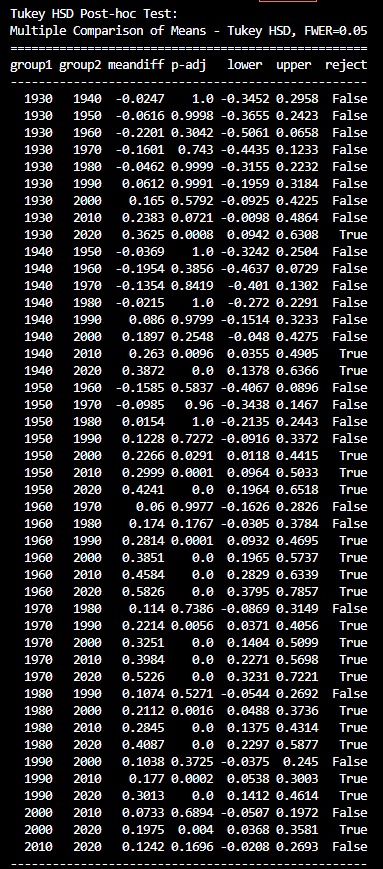 Tukey HSD Post-hoc Test:
Multiple Comparison of Means - Tukey HSD, FWER=0.05
====================================================
group1 group2 meandiff p-adj   lower   upper  reject
----------------------------------------------------
  1930   1940  -0.0247    1.0 -0.3452 0.2958  False
  1930   1950  -0.0616 0.9998 -0.3655 0.2423  False
  1930   1960  -0.2201 0.3042 -0.5061 0.0658  False
  1930   1970  -0.1601  0.743 -0.4435 0.1233  False
  1930   1980  -0.0462 0.9999 -0.3155 0.2232  False
  1930   1990   0.0612 0.9991 -0.1959 0.3184  False
  1930   2000    0.165 0.5792 -0.0925 0.4225  False
  1930   2010   0.2383 0.0721 -0.0098 0.4864  False
  1930   2020   0.3625 0.0008  0.0942 0.6308   True
  1940   1950  -0.0369    1.0 -0.3242 0.2504  False
  1940   1960  -0.1954 0.3856 -0.4637 0.0729  False
  1940   1970  -0.1354 0.8419  -0.401 0.1302  False
  1940   1980  -0.0215    1.0  -0.272 0.2291  False
  1940   1990    0.086 0.9799 -0.1514 0.3233  False
  1940   2000   0.1897 0.2548  -0.048 0.4275  False
  1940   2010    0.263 0.0096  0.0355 0.4905   True
  1940   2020   0.3872    0.0  0.1378 0.6366   True
  1950   1960  -0.1585 0.5837 -0.4067 0.0896  False
  1950   1970  -0.0985   0.96 -0.3438 0.1467  False
  1950   1980   0.0154    1.0 -0.2135 0.2443  False
  1950   1990   0.1228 0.7272 -0.0916 0.3372  False
  1950   2000   0.2266 0.0291  0.0118 0.4415   True
  1950   2010   0.2999 0.0001  0.0964 0.5033   True
  1950   2020   0.4241    0.0  0.1964 0.6518   True
  1960   1970     0.06 0.9977 -0.1626 0.2826  False
  1960   1980    0.174 0.1767 -0.0305 0.3784  False
  1960   1990   0.2814 0.0001  0.0932 0.4695   True
  1960   2000   0.3851    0.0  0.1965 0.5737   True
  1960   2010   0.4584    0.0  0.2829 0.6339   True
  1960   2020   0.5826    0.0  0.3795 0.7857   True
  1970   1980    0.114 0.7386 -0.0869 0.3149  False
  1970   1990   0.2214 0.0056  0.0371 0.4056   True
  1970   2000   0.3251    0.0  0.1404 0.5099   True
  1970   2010   0.3984    0.0  0.2271 0.5698   True
  1970   2020   0.5226    0.0  0.3231 0.7221   True
  1980   1990   0.1074 0.5271 -0.0544 0.2692  False
  1980   2000   0.2112 0.0016  0.0488 0.3736   True
  1980   2010   0.2845    0.0  0.1375 0.4314   True
  1980   2020   0.4087    0.0  0.2297 0.5877   True
  1990   2000   0.1038 0.3725 -0.0375  0.245  False
  1990   2010    0.177 0.0002  0.0538 0.3003   True
  1990   2020   0.3013    0.0  0.1412 0.4614   True
  2000   2010   0.0733 0.6894 -0.0507 0.1972  False
  2000   2020   0.1975  0.004  0.0368 0.3581   True
  2010   2020   0.1242 0.1696 -0.0208 0.2693  False
----------------------------------------------------